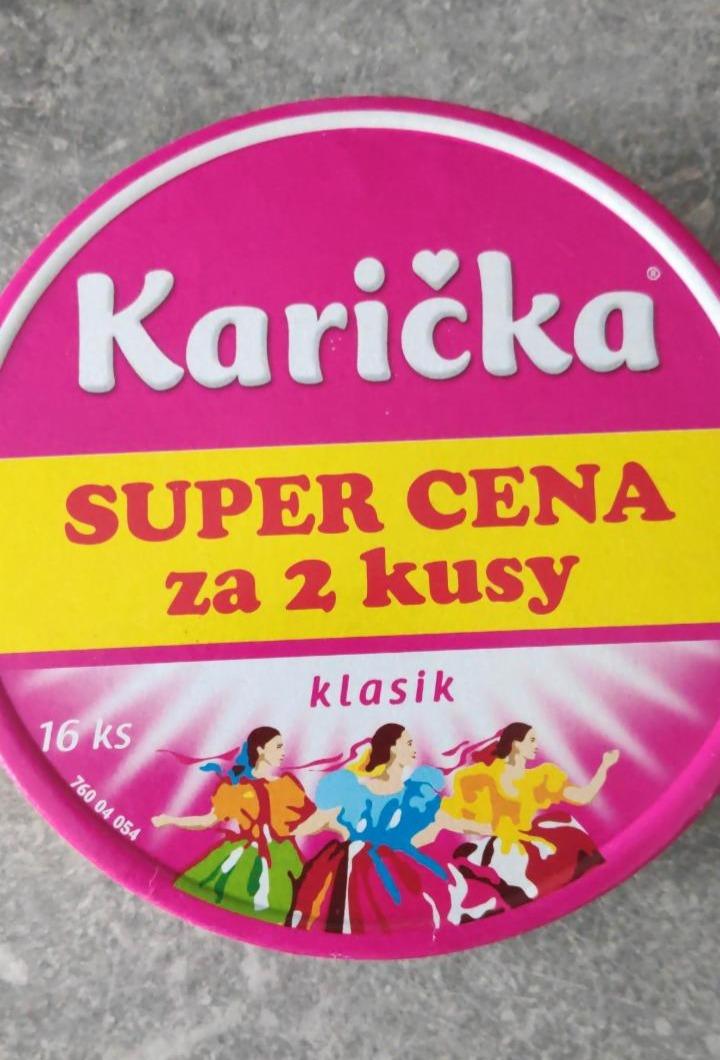 Karička®
SUPER CENA
za 2 kusy
klasik
16 ks
760 04 054